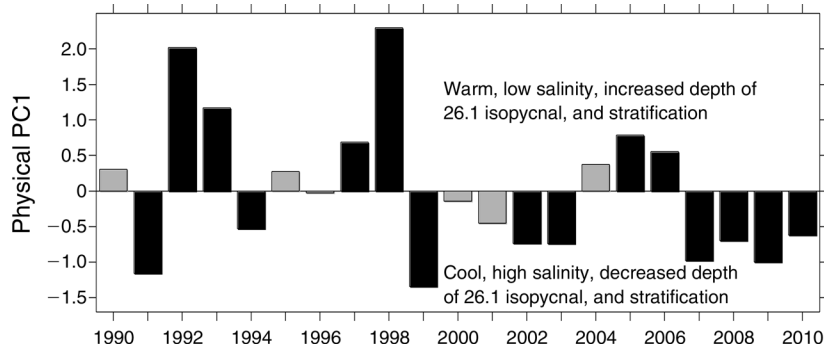 Physical PC1
2.0
1.5
1.0
0.5
0
−0.5
−1.0
−1.5
Warm, low salinity, increased depth of
26.1 isopycnal, and stratification
Cool, high salinity, decreased depth
of 26.1 isopycnal, and stratification
1990 1992 1994 1996 1998 2000 2002 2004 2006 2008 2010